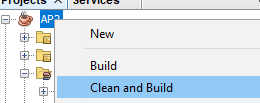 Projects × Services
AP2
New
Build
Clean and Build